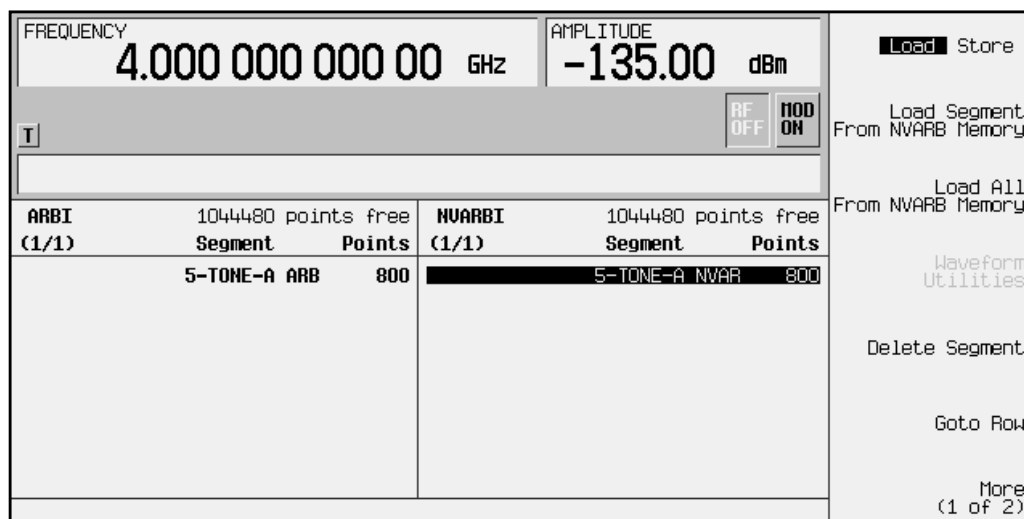 FREQUENCY
4.000 000 000 00 GHz
AMPLITUDE
-135.00 dBm
RF
OFF
MOD
ON
T
ARBI 1044480 points free
(1/1) Segment Points
5-TONE-A ARB 800
NVARBI 1044480 points free
(1/1) Segment Points
5-TONE-A NVAR 800
Load Store
Load Segment
From NVARB Memory
Load All
From NVARB Memory
Waveform
Utilities
Delete Segment
Goto Row
More
(1 of 2)